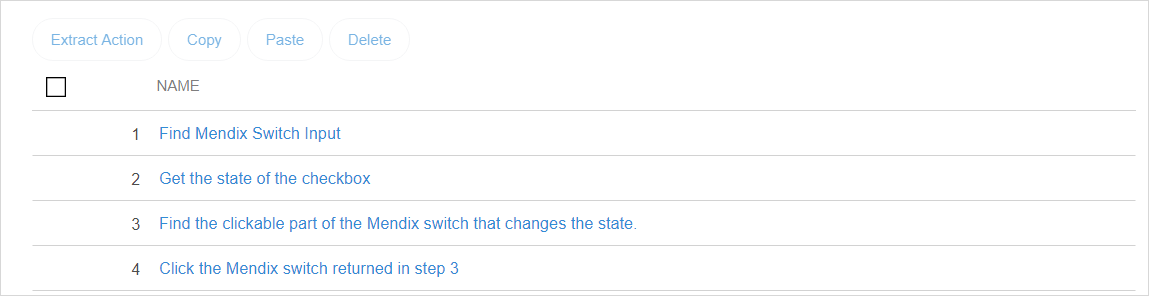 Extract Action Copy Paste Delete
NAME
1 Find Mendix Switch Input
2 Get the state of the checkbox
3 Find the clickable part of the Mendix switch that changes the state.
4 Click the Mendix switch returned in step 3